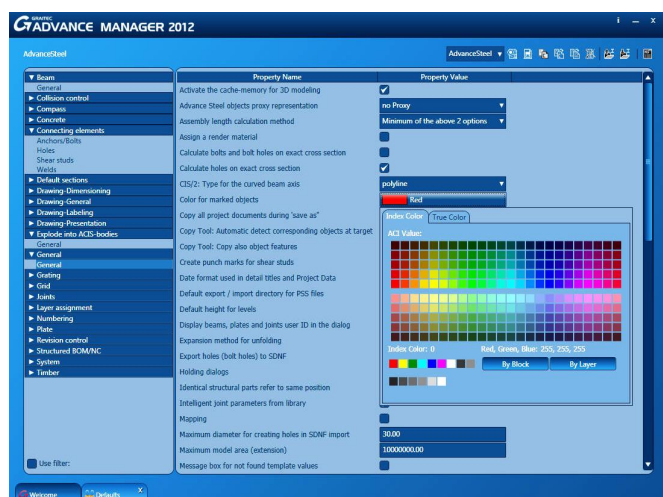 GRAITEC
ADVANCE MANAGER 2012
i – x
AdvanceSteel
AdvanceSteel
▼ Beam
General
► Collision control
► Compass
► Concrete
▼ Connecting elements
Anchors/Bolts
Holes
Shear studs
Welds
► Default sections
► Drawing-Dimensioning
► Drawing-General
► Drawing-Labeling
► Drawing-Presentation
▼ Explode into ACIS-bodies
General
▼ General
General
► Grating
► Grid
► Joints
► Layer assignment
► Numbering
► Plate
► Revision control
► Structured BOM/NC
► System
► Timber
Use filter:
Property Name Property Value
Activate the cache-memory for 3D modeling
Advance Steel objects proxy representation no Proxy
Assembly length calculation method Minimum of the above 2 options
Assign a render material
Calculate bolts and bolt holes on exact cross section
Calculate holes on exact cross section
CIS/2: Type for the curved beam axis polyline
Color for marked objects Red
Copy all project documents during 'save as"
Copy Tool: Automatic detect corresponding objects at target
Copy Tool: Copy also object features
Create punch marks for shear studs
Date format used in detail titles and Project Data
Default export / import directory for PSS files
Default height for levels
Display beams, plates and joints user ID in the dialog
Expansion method for unfolding
Export holes (bolt holes) to SDNF
Holding dialogs
Identical structural parts refer to same position
Intelligent joint parameters from library
Mapping
Maximum diameter for creating holes in SDNF import 30.00
Maximum model area (extension) 10000000.00
Message box for not found template values
Index Color True Color
ACI Value:
Index Color: 0 Red, Green, Blue: 255, 255, 255
By Block By Layer
Welcome Defaults X